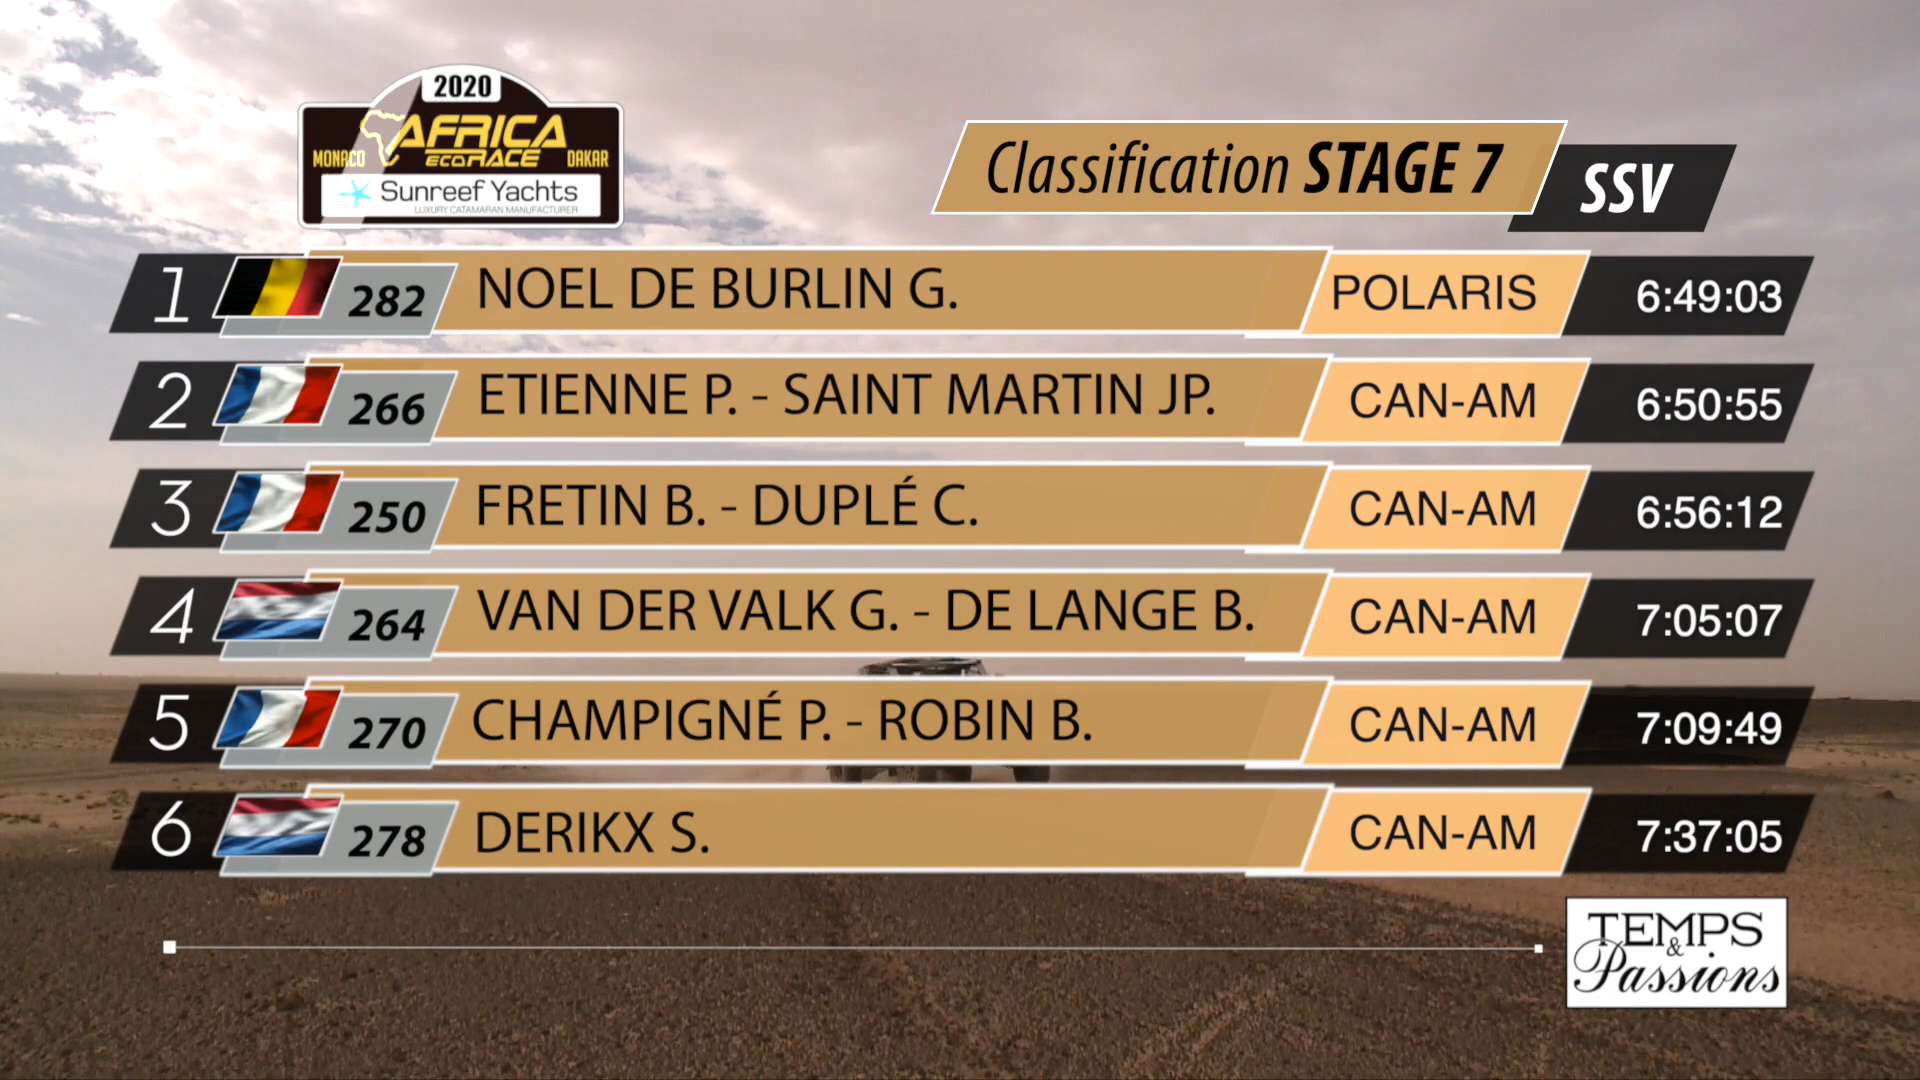 2020
AFRICA
ECO RACE
MONACO
DAKAR
Sunreef Yachts
LUXURY CATAMARAN MANUFACTURER
Classification STAGE 7
SSV
1 282 NOEL DE BURLIN G. POLARIS 6:49:03
2 266 ETIENNE P. - SAINT MARTIN JP. CAN-AM 6:50:55
3 250 FRETIN B. - DUPLÉ C. CAN-AM 6:56:12
4 264 VAN DER VALK G. - DE LANGE B. CAN-AM 7:05:07
5 270 CHAMPIGNÉ P. - ROBIN B. CAN-AM 7:09:49
6 278 DERIKX S. CAN-AM 7:37:05
TEMPS
&
Passions